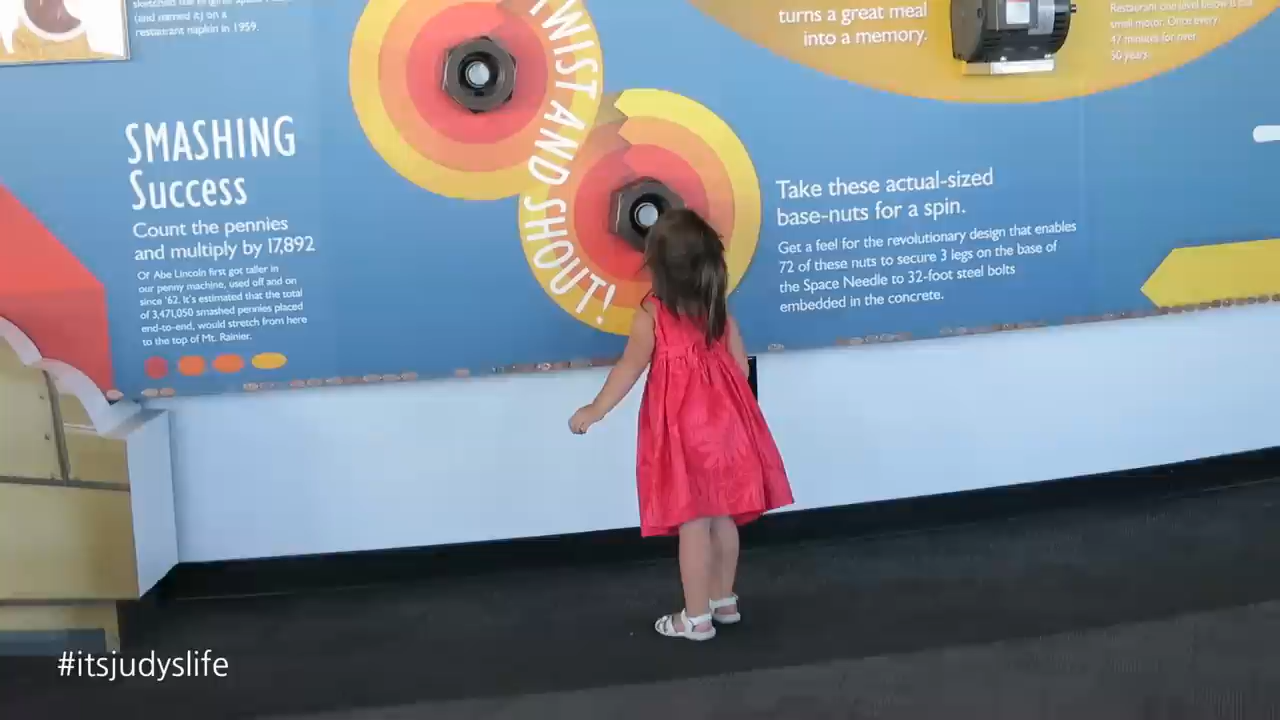 (and named it) on a
restaurant napkin in 1959.
SMASHING
Success
Count the pennies
and multiply by 17,892
Of Abe Lincoln first got taller in
our penny machine, used off and on
since '62. It's estimated that the total
of 3,471,050 smashed pennies placed
end-to-end, would stretch from here
to the top of Mt. Rainier.
TWIST AND SHOUT!
turns a great meal
into a memory.
Restaurant one level below is
small motor. Once every
47 minutes for over
50 years.
Take these actual-sized
base-nuts for a spin.
Get a feel for the revolutionary design that enables
72 of these nuts to secure 3 legs on the base of
the Space Needle to 32-foot steel bolts
embedded in the concrete.
#itsjudyslife